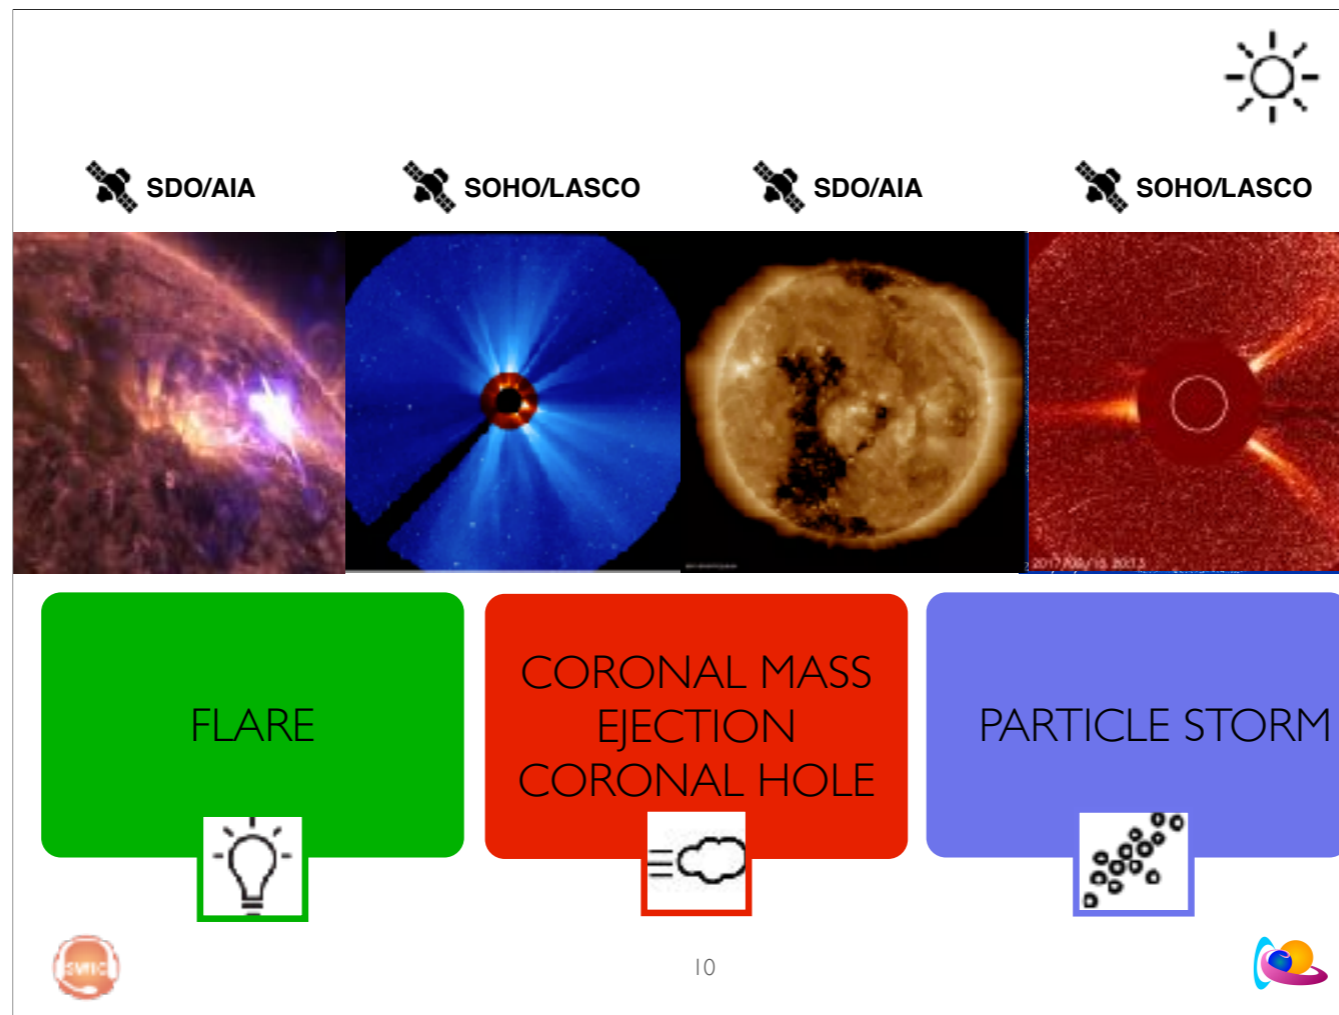 SDO/AIA
SOHO/LASCO
SDO/AIA
SOHO/LASCO
FLARE
CORONAL MASS
EJECTION
CORONAL HOLE
PARTICLE STORM
10